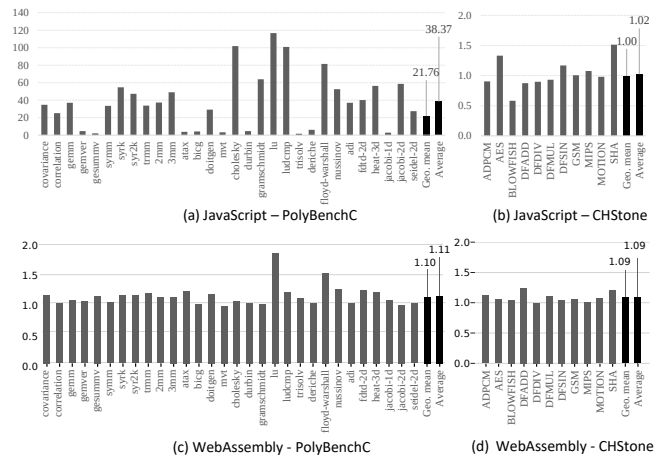 140
120
100
80
60
40
20
0
21.76
38.37
covariance
correlation
gemm
gemver
gesummv
symm
syrk
syr2k
trmm
2mm
3mm
atax
bicg
doitgen
mvt
cholesky
durbin
gramschmidt
lu
ludcmp
trisolv
deriche
floyd-warshall
nussinov
adi
fdtd-2d
heat-3d
jacobi-1d
jacobi-2d
seidel-2d
Geo. mean
Average
(a) JavaScript – PolyBenchC
2.0
1.5
1.0
0.5
0.0
1.00
1.02
ADPCM
AES
BLOWFISH
DFADD
DFDIV
DFMUL
DFSIN
GSM
MIPS
MOTION
SHA
Geo. mean
Average
(b) JavaScript – CHStone
2.0
1.5
1.0
0.5
0.0
1.10
1.11
covariance
correlation
gemm
gemver
gesummv
symm
syrk
syr2k
trmm
2mm
3mm
atax
bicg
doitgen
mvt
cholesky
durbin
gramschmidt
lu
ludcmp
trisolv
deriche
floyd-warshall
nussinov
adi
fdtd-2d
heat-3d
jacobi-1d
jacobi-2d
seidel-2d
Geo. mean
Average
(c) WebAssembly - PolyBenchC
2.0
1.5
1.0
0.5
0.0
1.09
1.09
ADPCM
AES
BLOWFISH
DFADD
DFDIV
DFMUL
DFSIN
GSM
MIPS
MOTION
SHA
Geo. mean
Average
(d) WebAssembly - CHStone